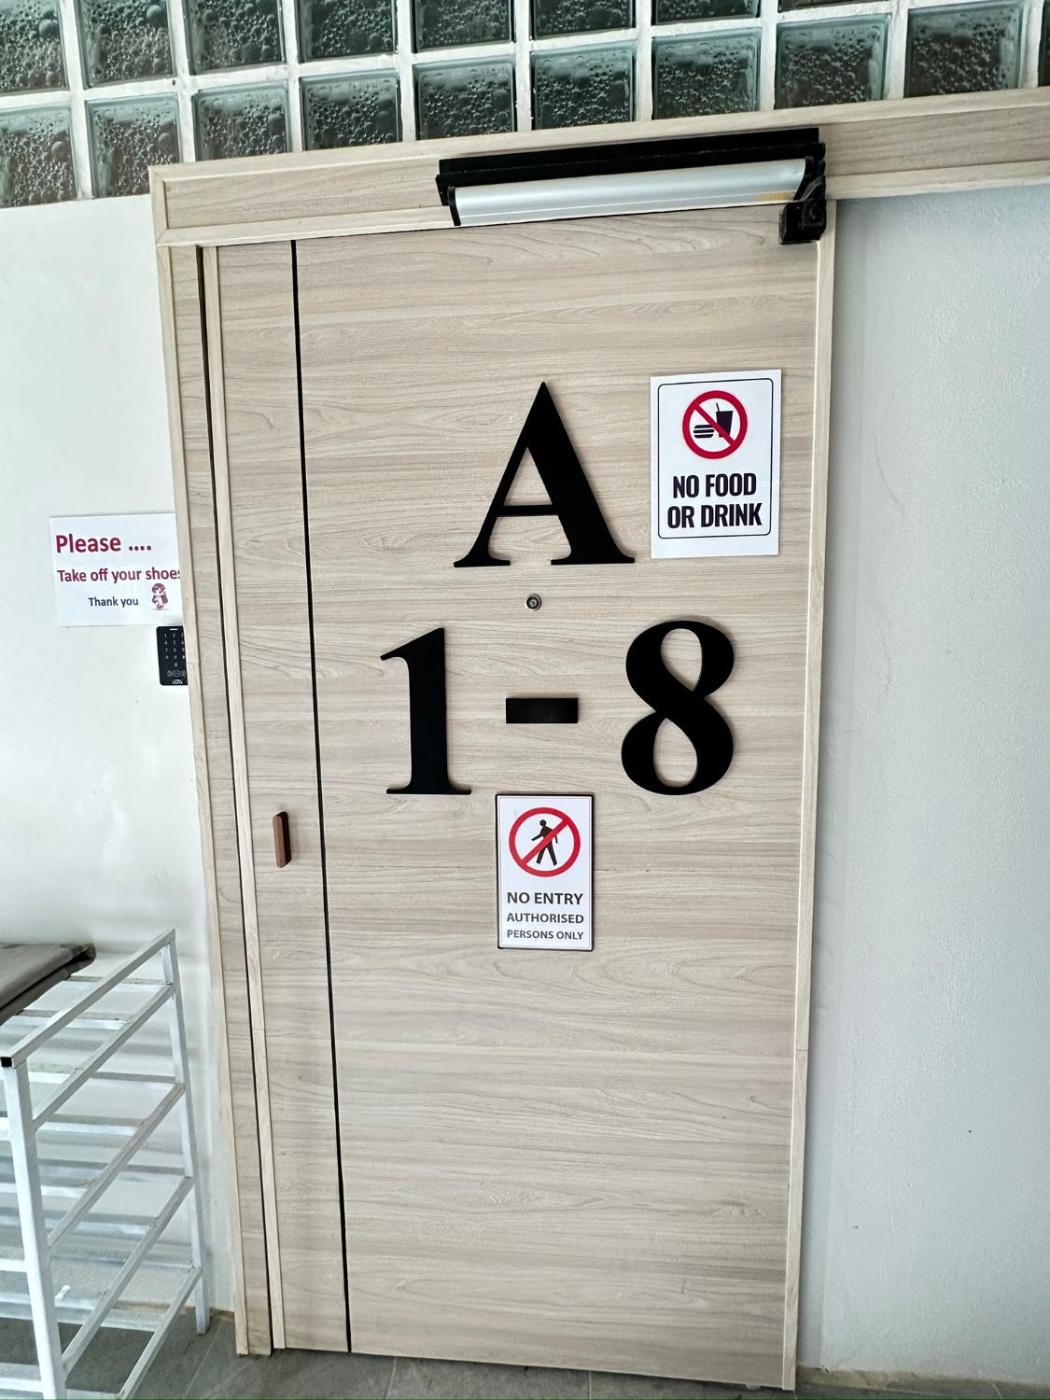 A
1-8
NO FOOD
OR DRINK
Please ....
Take off your shoes
Thank you
NO ENTRY
AUTHORISED
PERSONS ONLY